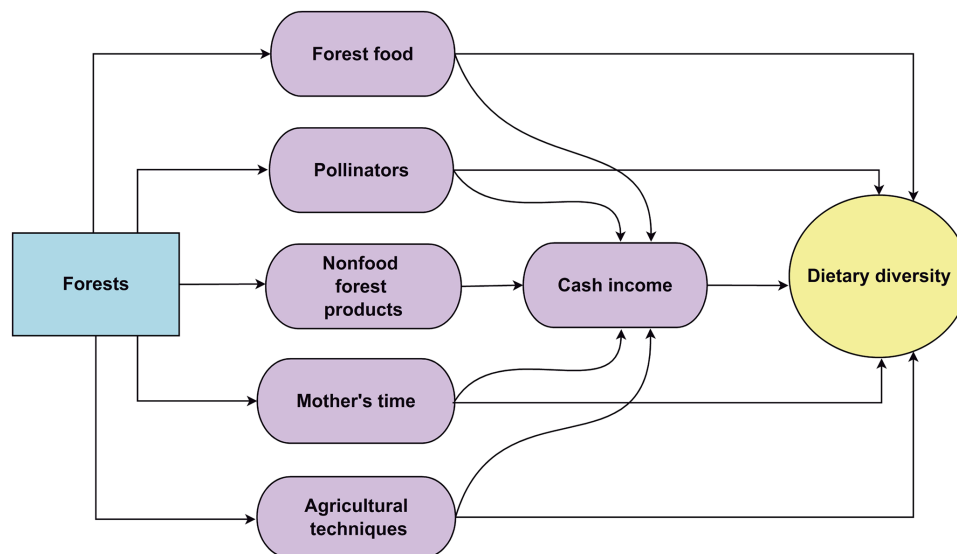 Forest food
Pollinators
Forests
Nonfood
forest
products
Cash income
Dietary diversity
Mother's time
Agricultural
techniques